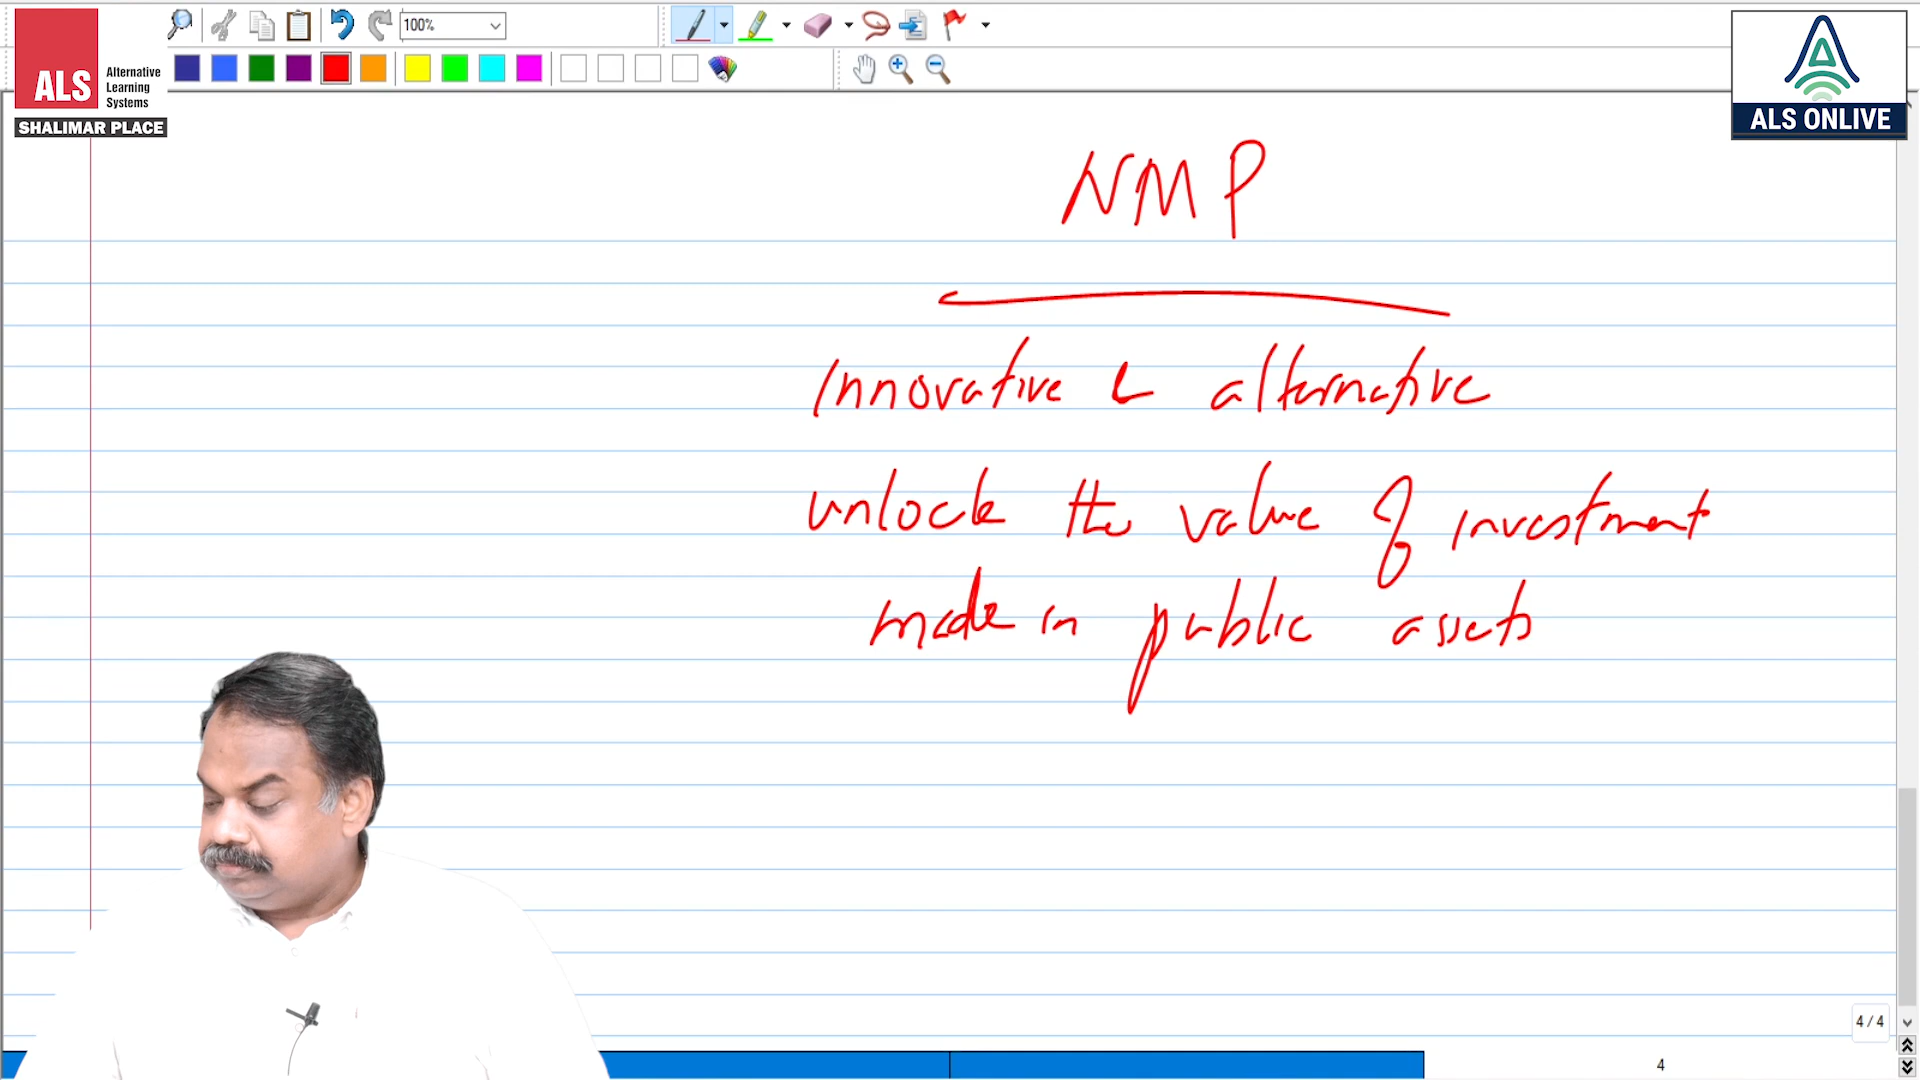 100%
ALS
Alternative
Learning
Systems
SHALIMAR PLACE
ALS ONLIVE
NMP
Innovative & alternative
unlock the value of investment
made in public assets
4 / 4
4